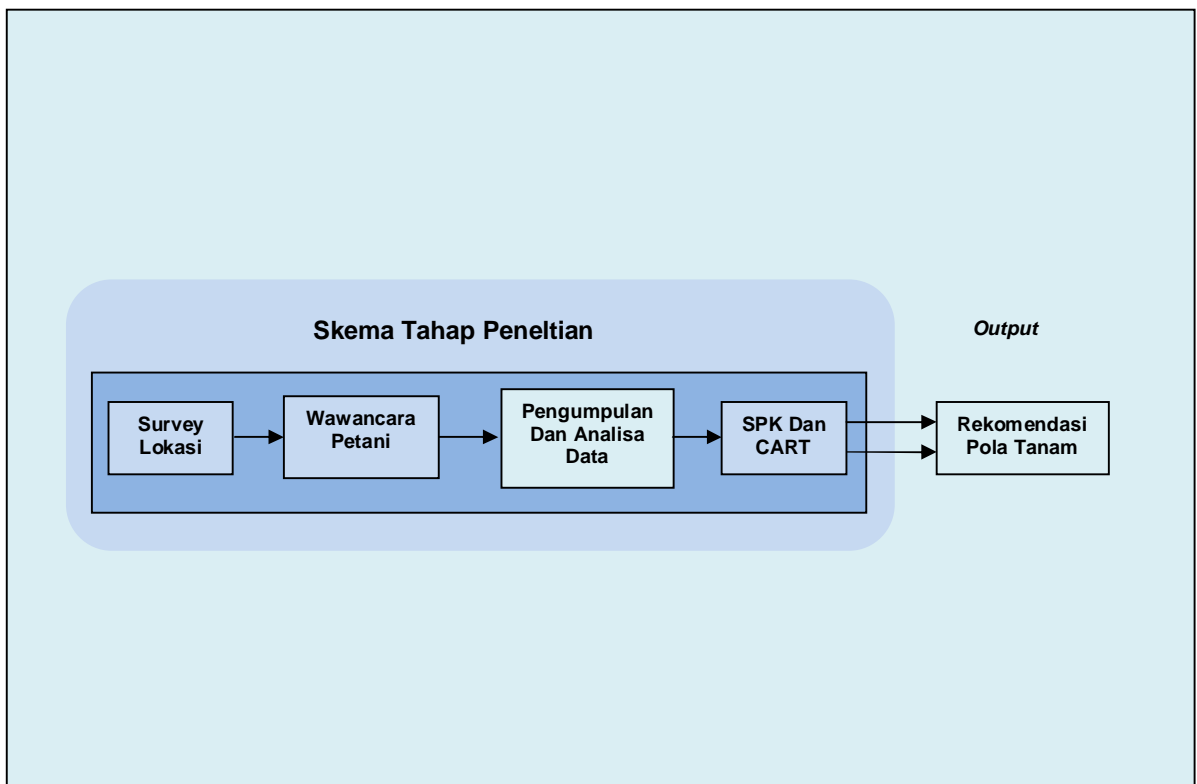 Skema Tahap Peneltian
Output
Survey
Lokasi
Wawancara
Petani
Pengumpulan
Dan Analisa
Data
SPK Dan
CART
Rekomendasi
Pola Tanam